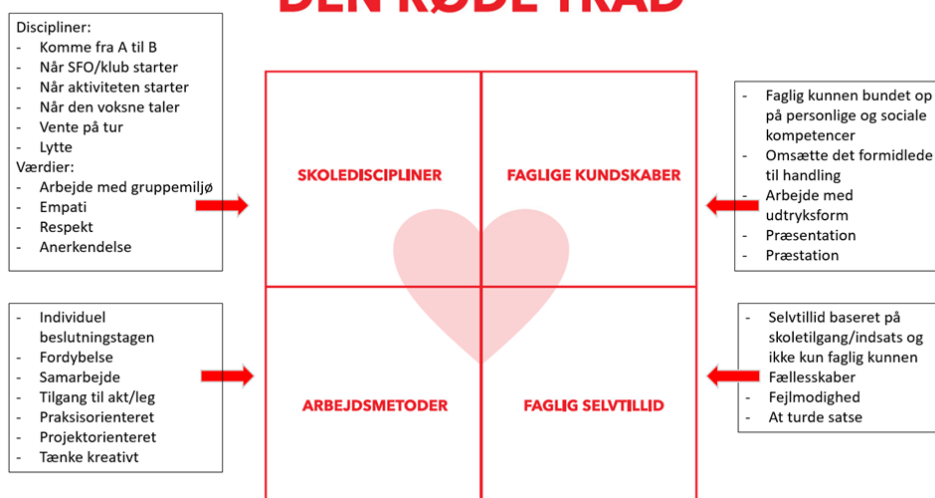 DEN RØDE TRÅD
Discipliner:
- Komme fra A til B
- Når SFO/klub starter
- Når aktiviteten starter
- Når den voksne taler
- Vente på tur
- Lytte
Værdier:
- Arbejde med gruppemiljø
- Empati
- Respekt
- Anerkendelse
SKOLEDISCIPLINER
FAGLIGE KUNDSKABER
- Faglig kunnen bundet op
på personlige og sociale
kompetencer
- Omsætte det formidlede
til handling
- Arbejde med
udtryksform
- Præsentation
- Præstation
- Individuel
beslutningstagen
- Fordybelse
- Samarbejde
- Tilgang til akt/leg
- Praksisorienteret
- Projektorienteret
- Tænke kreativt
ARBEJDSMETODER
FAGLIG SELVTILLID
- Selvtillid baseret på
skoletilgang/indsats og
ikke kun faglig kunnen
- Fællesskaber
- Fejlmodighed
- At turde satse